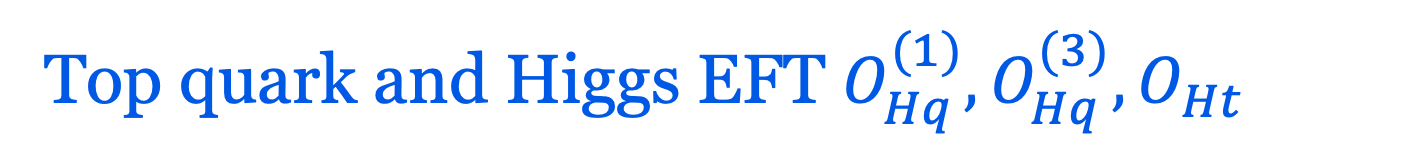 Top quark and Higgs EFT $O_{Hq}^{(1)}, O_{Hq}^{(3)}, O_{Ht}$